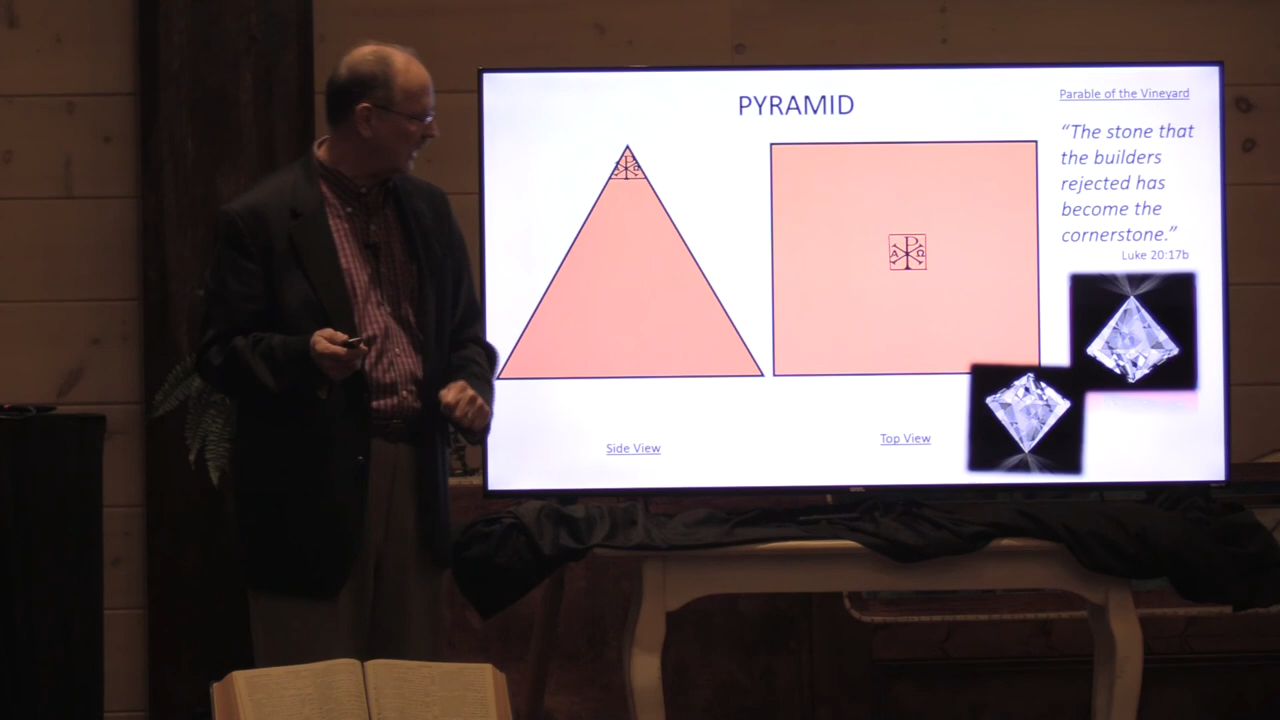 PYRAMID
Parable of the Vineyard
“The stone that
the builders
rejected has
become the
cornerstone.”
Luke 20:17b
Α Ω
Α Ω
Side View
Top View